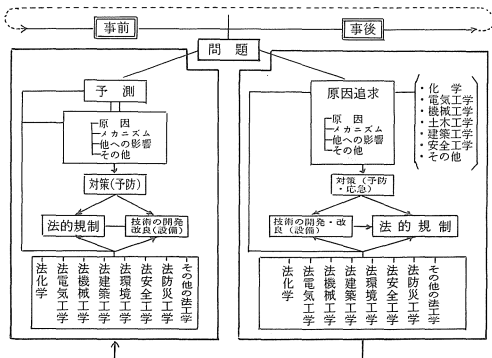 事前
事後
問題
予測
原因
メカニズム
他への影響
その他
対策(予防)
法的規制
技術の開発
改良(設備)
法化学
法電気工学
法機械工学
法建築工学
法環境工学
法安全工学
法防災工学
その他の法工学
原因追求
原因
メカニズム
他への影響
その他
・化学
・電気工学
・機械工学
・土木工学
・建築工学
・安全工学
・その他
対策(予防
・応急)
技術の開発・改
良(設備)
法的規制
法化学
法電気工学
法機械工学
法建築工学
法環境工学
法安全工学
法防災工学
その他の法工学